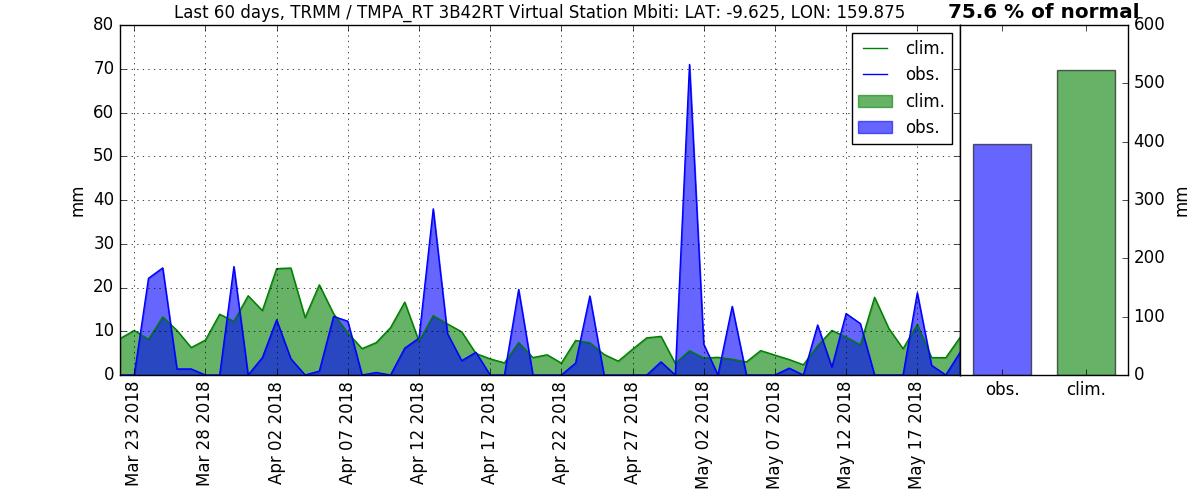 Last 60 days, TRMM / TMPA_RT 3B42RT Virtual Station Mbiti: LAT: -9.625, LON: 159.875
75.6 % of normal
80
70
60
50
40
30
20
10
0
mm
clim.
obs.
clim.
obs.
Mar 23 2018
Mar 28 2018
Apr 02 2018
Apr 07 2018
Apr 12 2018
Apr 17 2018
Apr 22 2018
Apr 27 2018
May 02 2018
May 07 2018
May 12 2018
May 17 2018
600
500
400
300
200
100
0
mm
obs.
clim.